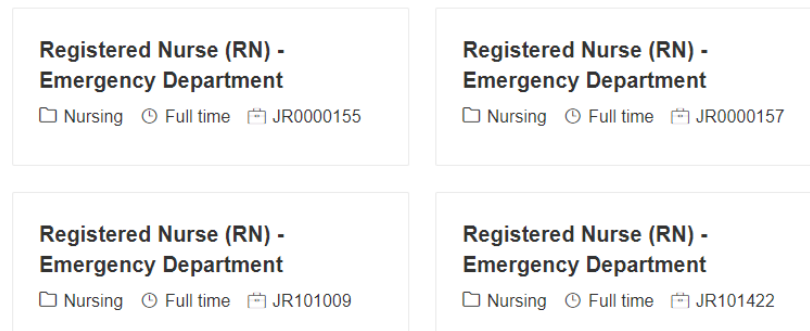 Registered Nurse (RN) -
Emergency Department
Nursing Full time JR0000155
Registered Nurse (RN) -
Emergency Department
Nursing Full time JR0000157
Registered Nurse (RN) -
Emergency Department
Nursing Full time JR101009
Registered Nurse (RN) -
Emergency Department
Nursing Full time JR101422